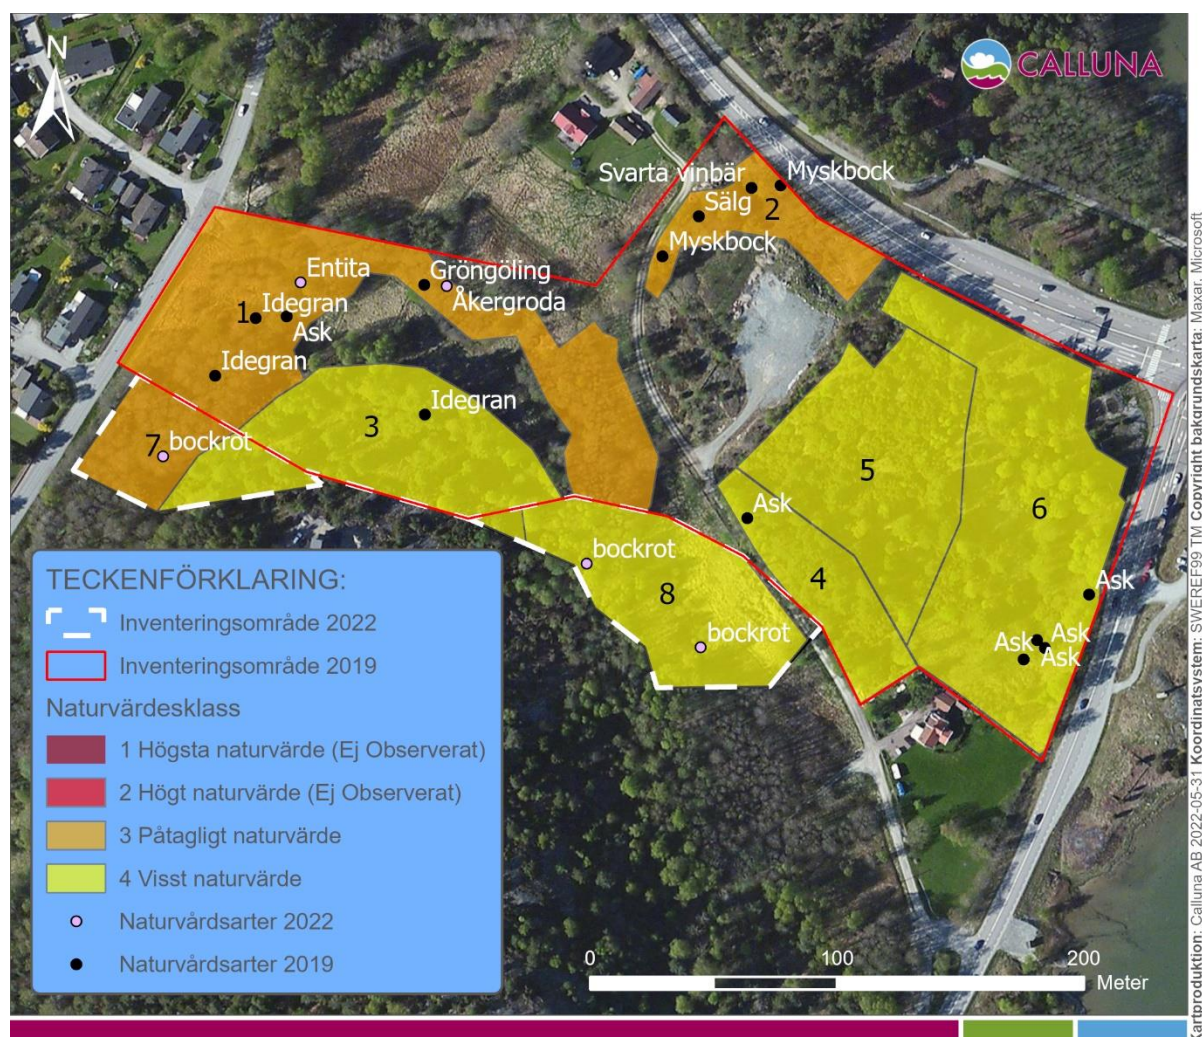 N
CALLUNA
Svarta vinbär
Myskbock
Sälg
2
Myskbock
Entita
Gröngöling
Åkergroda
1
Idegran
Ask
Idegran
Idegran
3
7
bockrot
5
6
Ask
bockrot
4
8
bockrot
Ask
Ask
Ask
TECKENFÖRKLARING:
Inventeringsområde 2022
Inventeringsområde 2019
Naturvärdesklass
1 Högsta naturvärde (Ej Observerat)
2 Högt naturvärde (Ej Observerat)
3 Påtagligt naturvärde
4 Visst naturvärde
Naturvårdsarter 2022
Naturvårdsarter 2019
0 100 200
Meter
Kartproduktion: Calluna AB 2022-05-31 Koordinatsystem: SWEREF99 TM Copyright bakgrundskarta: Maxar, Microsoft